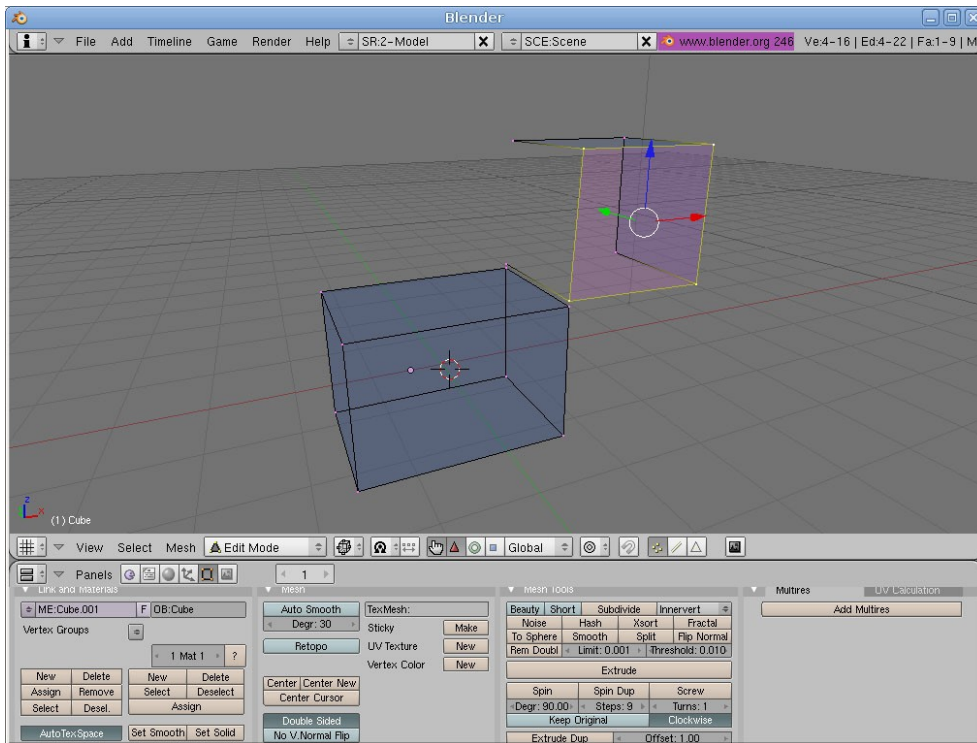 Blender
File Add Timeline Game Render Help SR:2-Model X SCE:Scene X www.blender.org 246 Ve:4-16 | Ed:4-22 | Fa:1-9 | M
z
x
(1) Cube
View Select Mesh Edit Mode Global
Panels 1
Link and Materials Mesh Mesh Tools Multires UV Calculation
ME:Cube.001 F OB:Cube
Vertex Groups
1 Mat 1 ?
New Delete New Delete
Assign Remove Select Deselect
Select Desel. Assign
AutoTexSpace Set Smooth Set Solid
Auto Smooth TexMesh:
Degr: 30 Sticky Make
Retopo UV Texture New
Vertex Color New
Center Center New
Center Cursor
Double Sided
No V.Normal Flip
Beauty Short Subdivide Innervert
Noise Hash Xsort Fractal
To Sphere Smooth Split Flip Normal
Rem Doubl Limit: 0.001 Threshold: 0.010
Extrude
Spin Spin Dup Screw
Degr: 90.00 Steps: 9 Turns: 1
Keep Original Clockwise
Extrude Dup Offset: 1.00
Add Multires